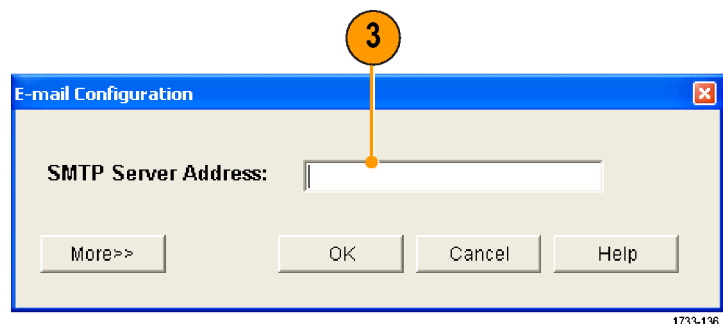 3
E-mail Configuration
SMTP Server Address:
More>> OK Cancel Help
1733-136